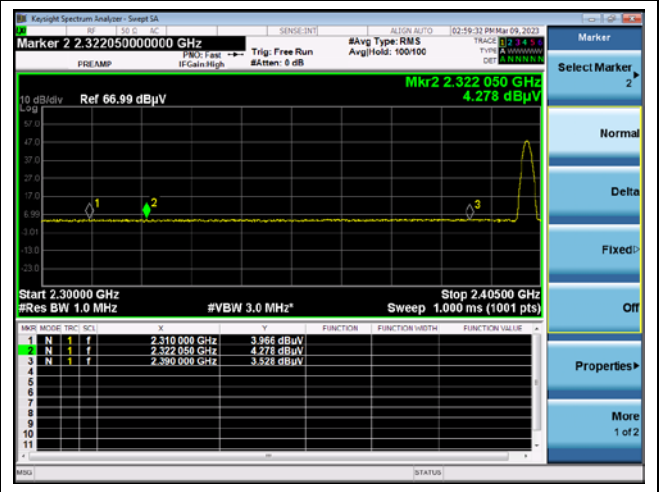 Keysight Spectrum Analyzer - Swept SA
RF 50 Ω AC SENSE:INT ALIGN AUTO 02:59:32 PM Mar 09, 2023
Marker 2 2.322050000000 GHz
PREAMP
PNO: Fast
IFGain:High
Trig: Free Run
#Atten: 0 dB
#Avg Type: RMS
Avg|Hold: 100/100
TRACE 1 2 3 4 5 6
TYPE A WWWWW
DET A N N N N N
Mkr2 2.322 050 GHz
4.278 dBµV
10 dB/div Ref 66.99 dBµV
Log
57.0
47.0
37.0
27.0
17.0
6.99
-3.01
-13.0
-23.0
1
2
3
Start 2.30000 GHz Stop 2.40500 GHz
#Res BW 1.0 MHz #VBW 3.0 MHz* Sweep 1.000 ms (1001 pts)
MKR MODE TRC SCL X Y FUNCTION FUNCTION WIDTH FUNCTION VALUE
1 N 1 f 2.310 000 GHz 3.966 dBµV
2 N 1 f 2.322 050 GHz 4.278 dBµV
3 N 1 f 2.390 000 GHz 3.528 dBµV
4
5
6
7
8
9
10
11
MSG STATUS
Marker
Select Marker
2
Normal
Delta
Fixed
Off
Properties
More
1 of 2